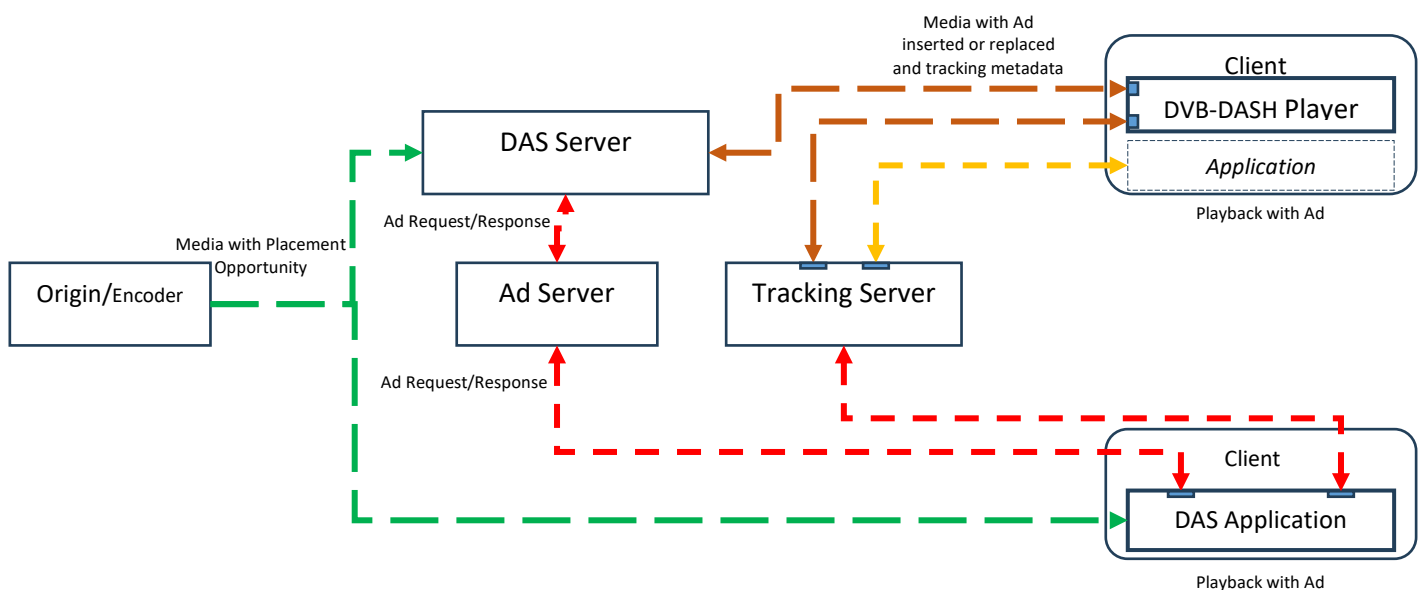 Media with Ad
inserted or replaced
and tracking metadata
Client
DVB-DASH Player
Application
Playback with Ad
DAS Server
Ad Request/Response
Media with Placement
Opportunity
Origin/Encoder
Ad Server
Tracking Server
Ad Request/Response
Client
DAS Application
Playback with Ad